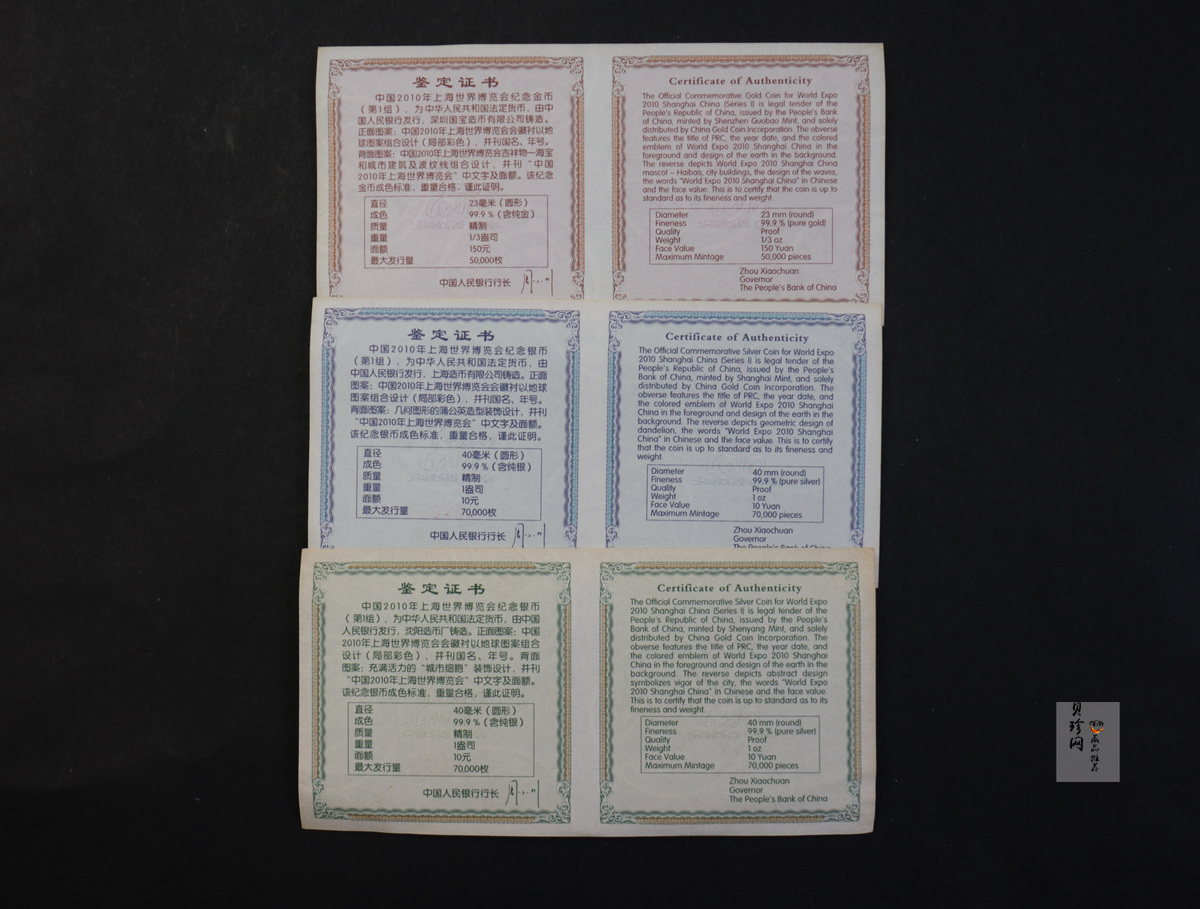 鉴定证书
中国2010年上海世界博览会纪念金币
（第1组），为中华人民共和国法定货币，由中
国人民银行发行，深圳国宝造币有限公司铸造。
正面图案：中国2010年上海世界博览会会徽衬以地
球图案组合设计（局部彩色），并刊国名、年号。
背面图案：中国2010年上海世界博览会吉祥物—海宝
和城市建筑及波纹线组合设计，并刊“中国
2010年上海世界博览会”中文字及面额。该纪念
金币成色标准，重量合格，谨此证明。
直径 23毫米（圆形）
成色 99.9％（含纯金）
质量 精制
重量 1/3盎司
面额 150元
最大发行量 50,000枚
中国人民银行行长
Certificate of Authenticity
The Official Commemorative Gold Coin for World Expo
2010 Shanghai China (Series I) is legal tender of the
People's Republic of China, issued by the People's Bank
of China, minted by Shenzhen Guobao Mint, and solely
distributed by China Gold Coin Incorporation. The obverse
features the title of PRC, the year date, and the colored
emblem of World Expo 2010 Shanghai China in the
foreground and design of the earth in the background.
The reverse depicts World Expo 2010 Shanghai China
mascot – Haibao, city buildings, the design of the waves,
the words "World Expo 2010 Shanghai China" in Chinese
and the face value. This is to certify that the coin is up to
standard as to its fineness and weight.
Diameter 23 mm (round)
Fineness 99.9 % (pure gold)
Quality Proof
Weight 1/3 oz
Face Value 150 Yuan
Maximum Mintage 50,000 pieces
Zhou Xiaochuan
Governor
The People's Bank of China
鉴定证书
中国2010年上海世界博览会纪念银币
（第1组），为中华人民共和国法定货币，由
中国人民银行发行，上海造币有限公司铸造。正面
图案：中国2010年上海世界博览会会徽衬以地球
图案组合设计（局部彩色），并刊国名、年号。
背面图案：几何图形的蒲公英造型装饰设计，并刊
“中国2010年上海世界博览会”中文字及面额。
该纪念银币成色标准，重量合格，谨此证明。
直径 40毫米（圆形）
成色 99.9％（含纯银）
质量 精制
重量 1盎司
面额 10元
最大发行量 70,000枚
中国人民银行行长
Certificate of Authenticity
The Official Commemorative Silver Coin for World Expo
2010 Shanghai China (Series I) is legal tender of the
People's Republic of China, issued by the People's
Bank of China, minted by Shanghai Mint, and solely
distributed by China Gold Coin Incorporation. The
obverse features the title of PRC, the year date, and
the colored emblem of World Expo 2010 Shanghai
China in the foreground and design of the earth in the
background. The reverse depicts geometric design of
dandelion, the words "World Expo 2010 Shanghai
China" in Chinese and the face value. This is to certify
that the coin is up to standard as to its fineness and
weight.
Diameter 40 mm (round)
Fineness 99.9 % (pure silver)
Quality Proof
Weight 1 oz
Face Value 10 Yuan
Maximum Mintage 70,000 pieces
Zhou Xiaochuan
Governor
The People's Bank of China
鉴定证书
中国2010年上海世界博览会纪念银币
（第1组），为中华人民共和国法定货币，由中国
人民银行发行，沈阳造币厂铸造。正面图案：中国
2010年上海世界博览会会徽衬以地球图案组合设
计（局部彩色），并刊国名、年号。背面
图案：充满活力的“城市细胞”装饰设计，并刊
“中国2010年上海世界博览会”中文字及面额。
该纪念银币成色标准，重量合格，谨此证明。
直径 40毫米（圆形）
成色 99.9％（含纯银）
质量 精制
重量 1盎司
面额 10元
最大发行量 70,000枚
中国人民银行行长
Certificate of Authenticity
The Official Commemorative Silver Coin for World Expo
2010 Shanghai China (Series I) is legal tender of the
People's Republic of China, issued by the People's
Bank of China, minted by Shenyang Mint, and solely
distributed by China Gold Coin Incorporation. The
obverse features the title of PRC, the year date, and
the colored emblem of World Expo 2010 Shanghai
China in the foreground and design of the earth in the
background. The reverse depicts abstract design
symbolizes vigor of the city, the words "World Expo
2010 Shanghai China" in Chinese and the face value.
This is to certify that the coin is up to standard as to its
fineness and weight.
Diameter 40 mm (round)
Fineness 99.9 % (pure silver)
Quality Proof
Weight 1 oz
Face Value 10 Yuan
Maximum Mintage 70,000 pieces
Zhou Xiaochuan
Governor
The People's Bank of China
贝珍网
藏品推荐